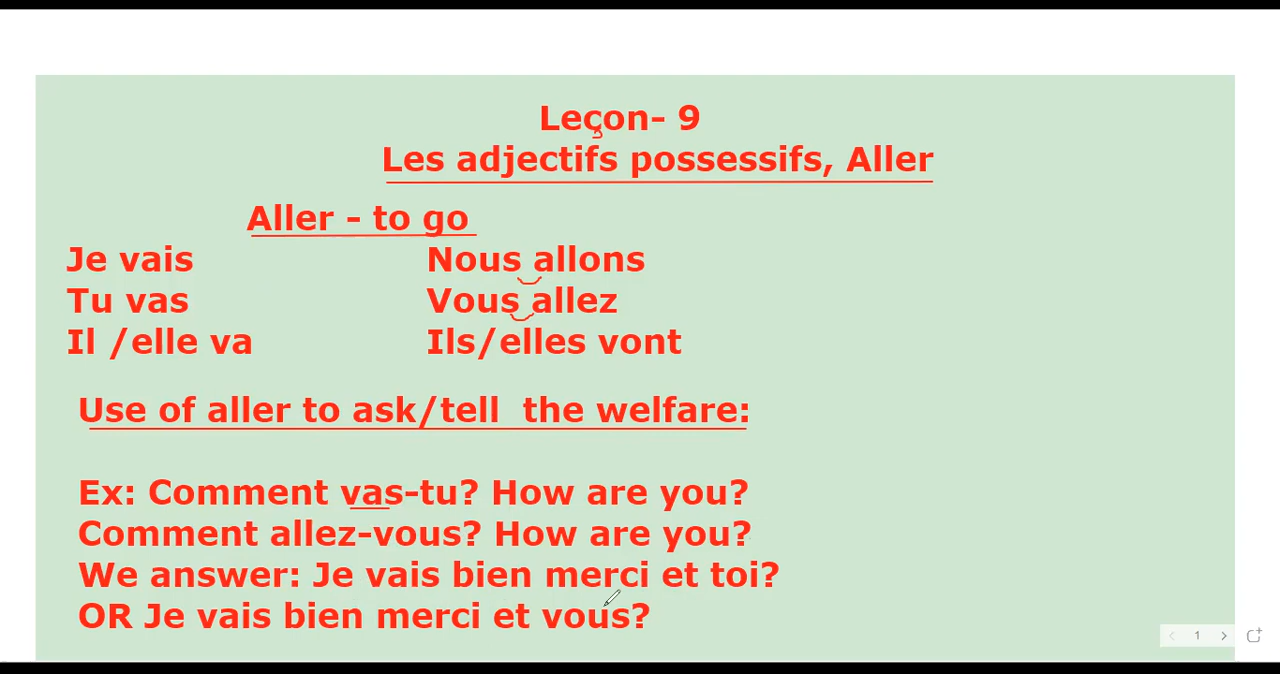 Leçon- 9
Les adjectifs possessifs, Aller
Aller - to go
Je vais Nous allons
Tu vas Vous allez
Il /elle va Ils/elles vont
Use of aller to ask/tell the welfare:
Ex: Comment vas-tu? How are you?
Comment allez-vous? How are you?
We answer: Je vais bien merci et toi?
OR Je vais bien merci et vous?
1